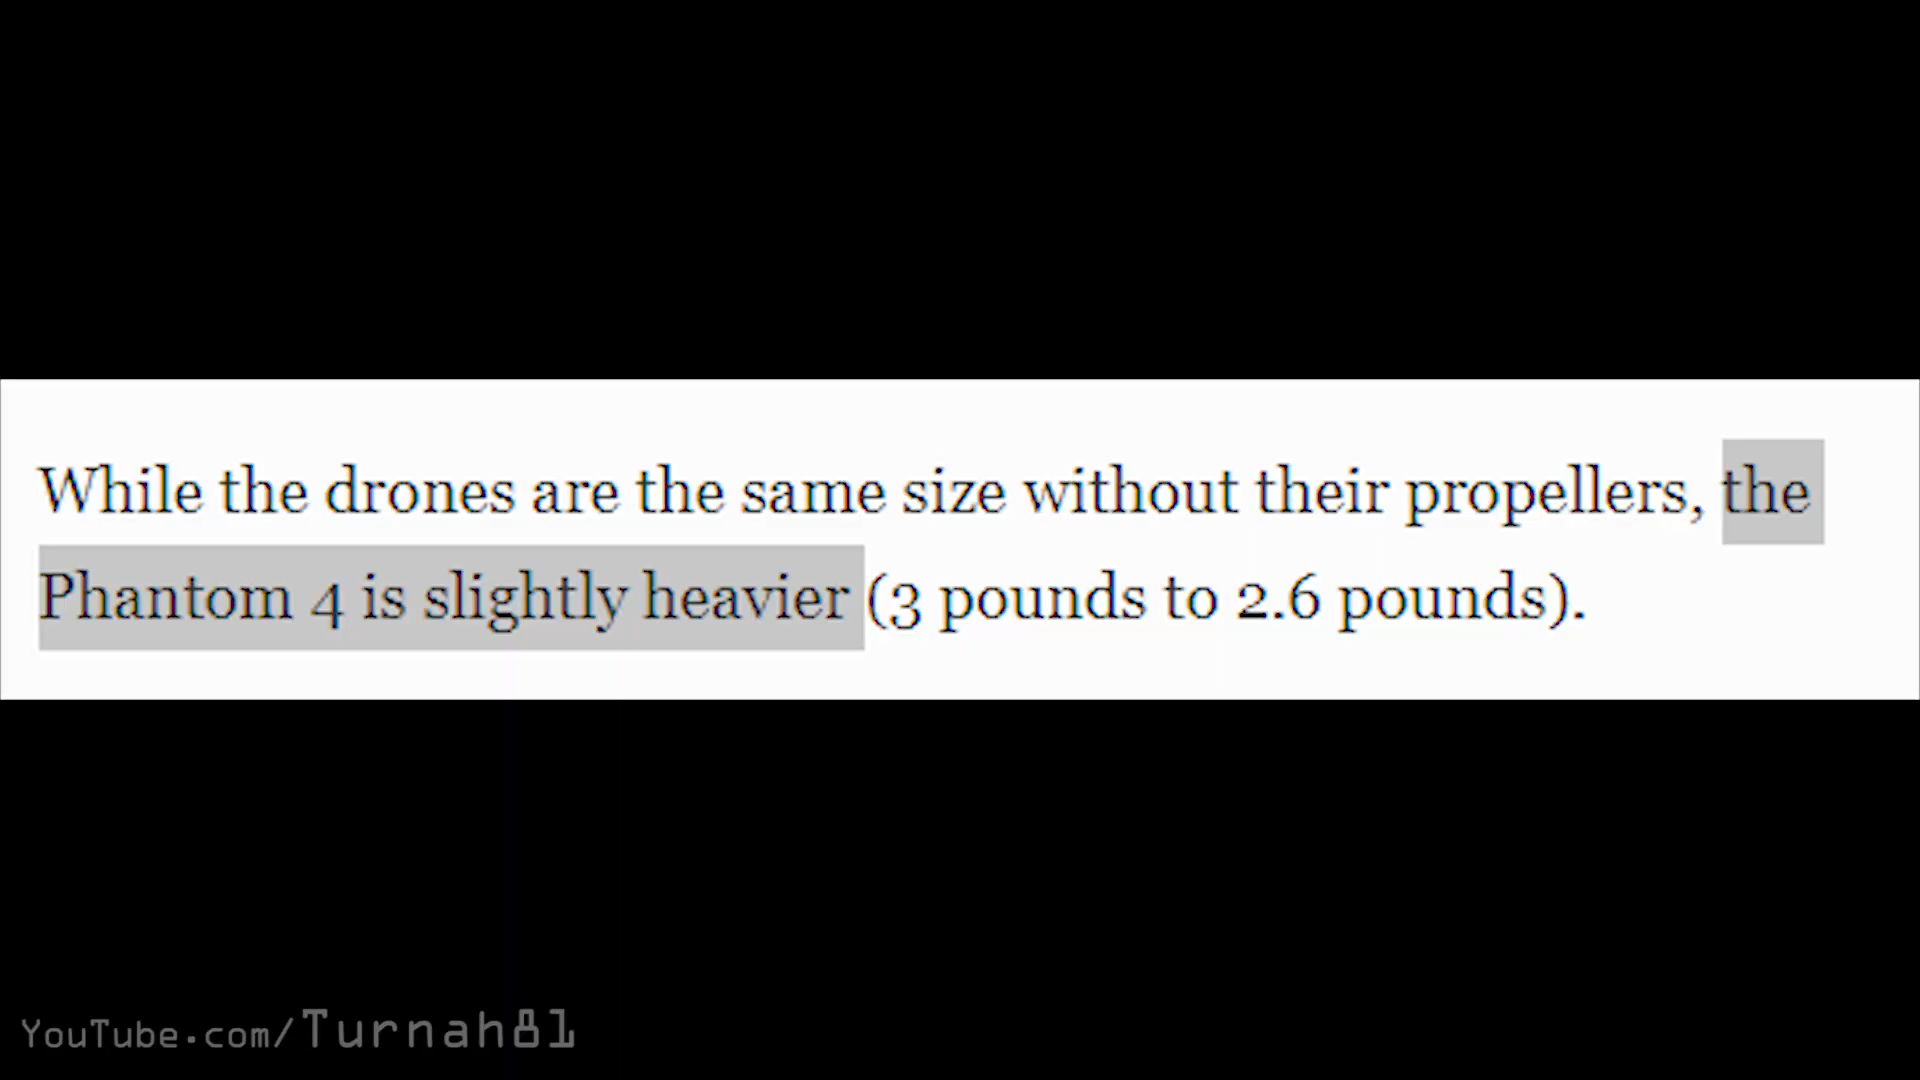 While the drones are the same size without their propellers, the
Phantom 4 is slightly heavier (3 pounds to 2.6 pounds).
YouTube.com/Turnah81